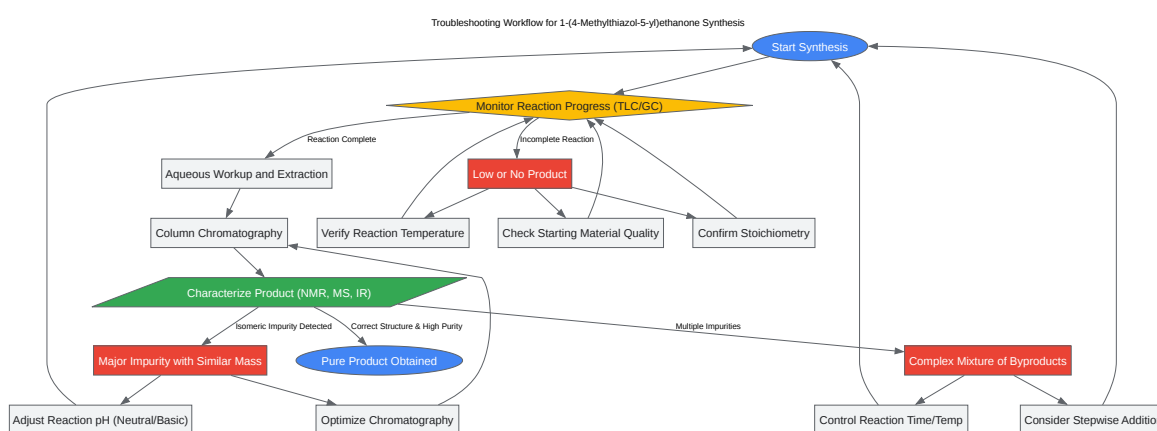 Troubleshooting Workflow for 1-(4-Methylthiazol-5-yl)ethanone Synthesis
Start Synthesis
Monitor Reaction Progress (TLC/GC)
Reaction Complete
Incomplete Reaction
Aqueous Workup and Extraction
Low or No Product
Column Chromatography
Verify Reaction Temperature
Check Starting Material Quality
Confirm Stoichiometry
Characterize Product (NMR, MS, IR)
Isomeric Impurity Detected
Correct Structure & High Purity
Multiple Impurities
Major Impurity with Similar Mass
Pure Product Obtained
Complex Mixture of Byproducts
Adjust Reaction pH (Neutral/Basic)
Optimize Chromatography
Control Reaction Time/Temp
Consider Stepwise Additio